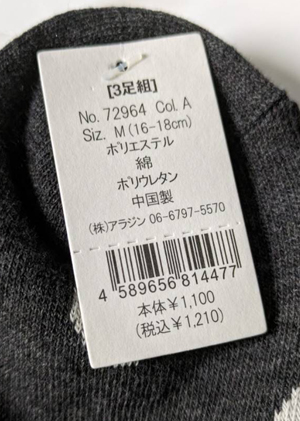 [3足組]
No. 72964 Col. A
Siz. M (16-18cm)
ポリエステル
綿
ポリウレタン
中国製
(株)アラジン 06-6797-5570
4 589656 814477
本体¥1,100
(税込¥1,210)